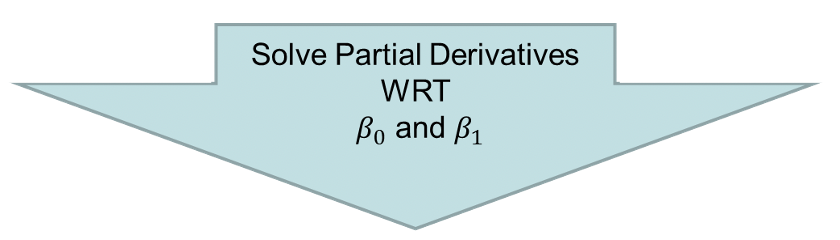 Solve Partial Derivatives
WRT
β₀ and β₁